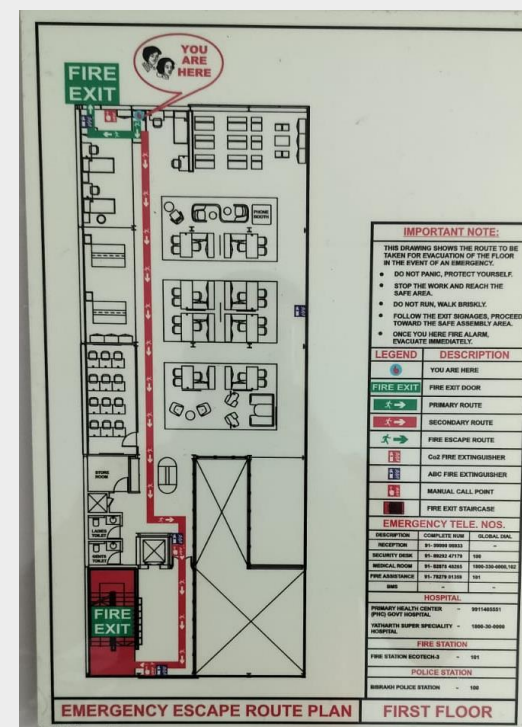 YOU
ARE
HERE
FIRE
EXIT
PHONE
BOOTH
STORE
ROOM
LADIES
TOILET
GENTS
TOILET
FIRE
EXIT
IMPORTANT NOTE:
THIS DRAWING SHOWS THE ROUTE TO BE
TAKEN FOR EVACUATION OF THE FLOOR
IN THE EVENT OF AN EMERGENCY.
• DO NOT PANIC, PROTECT YOURSELF.
• STOP THE WORK AND REACH THE
SAFE AREA.
• DO NOT RUN, WALK BRISKLY.
• FOLLOW THE EXIT SIGNAGES, PROCEED
TOWARD THE SAFE ASSEMBLY AREA.
• ONCE YOU HERE FIRE ALARM,
EVACUATE IMMEDIATELY.
LEGEND DESCRIPTION
YOU ARE HERE
FIRE EXIT FIRE EXIT DOOR
PRIMARY ROUTE
SECONDARY ROUTE
FIRE ESCAPE ROUTE
Co2 FIRE EXTINGUISHER
ABC FIRE EXTINGUISHER
MANUAL CALL POINT
FIRE EXIT STAIRCASE
EMERGENCY TELE. NOS.
DESCRIPTION COMPLETE NUM GLOBAL DIAL
RECEPTION –
SECURITY DESK 100
MEDICAL ROOM
FIRE ASSISTANCE 101
BMS – –
HOSPITAL
PRIMARY HEALTH CENTER –
(PHC) GOVT HOSPITAL
YATHARTH SUPER SPECIALITY –
HOSPITAL
FIRE STATION
FIRE STATION ECOTECH-3 – 101
POLICE STATION
BISRAKH POLICE STATION – 100
EMERGENCY ESCAPE ROUTE PLAN FIRST FLOOR